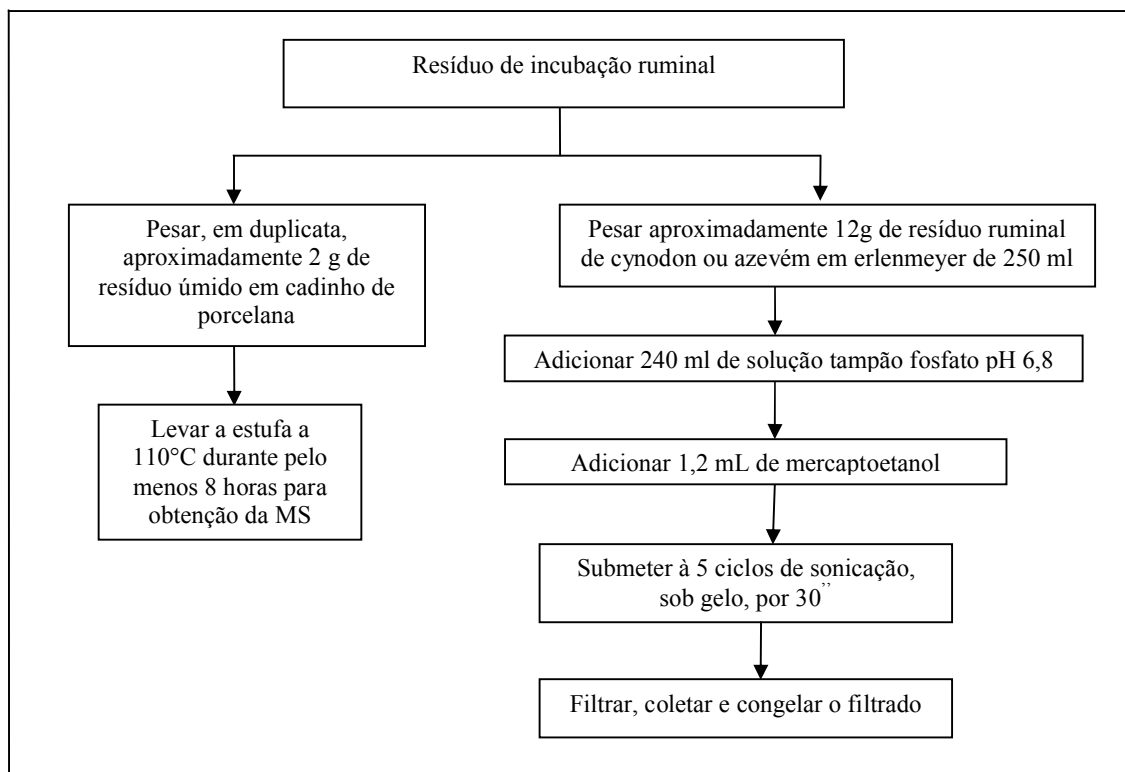 Resíduo de incubação ruminal
Pesar, em duplicata,
aproximadamente 2 g de
resíduo úmido em cadinho de
porcelana
Levar a estufa a
110°C durante pelo
menos 8 horas para
obtenção da MS
Pesar aproximadamente 12g de resíduo ruminal
de cynodon ou azevém em erlenmeyer de 250 ml
Adicionar 240 ml de solução tampão fosfato pH 6,8
Adicionar 1,2 mL de mercaptoetanol
Submeter à 5 ciclos de sonicação,
sob gelo, por 30’’
Filtrar, coletar e congelar o filtrado